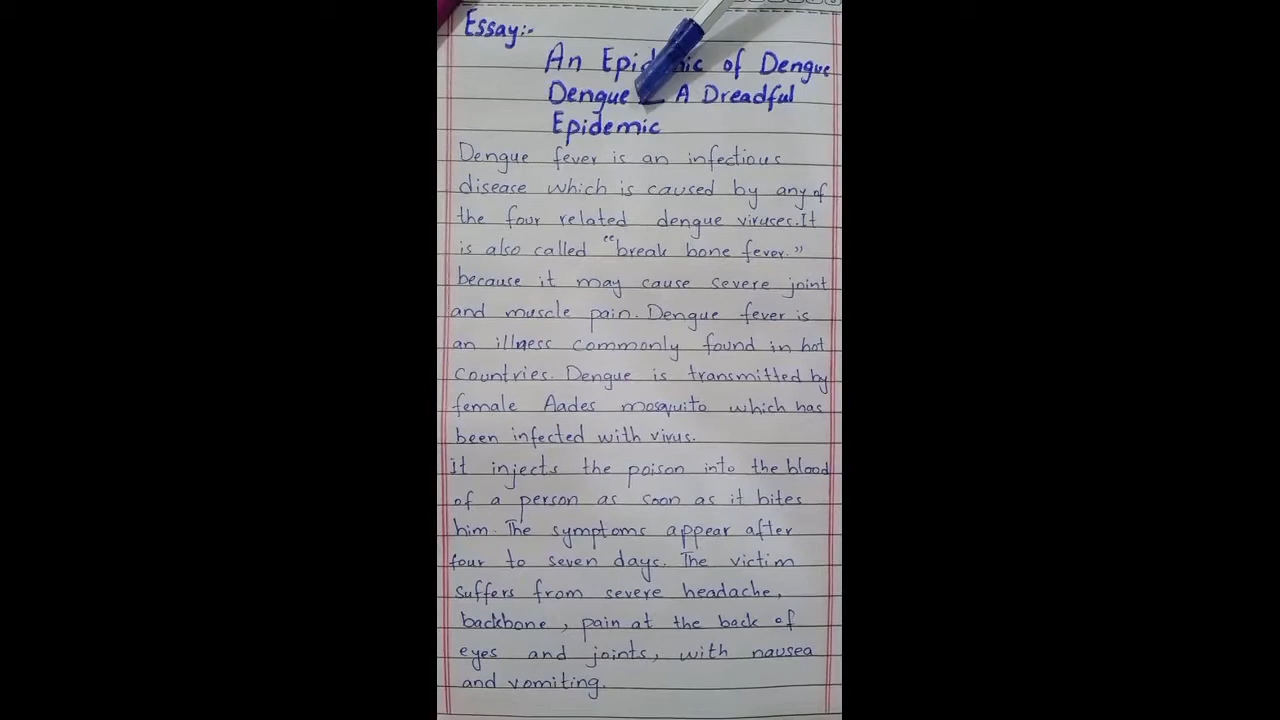 Essay:-
An Epidemic of Dengue
Dengue A Dreadful
Epidemic
Dengue fever is an infectious
disease which is caused by any of
the four related dengue viruses. It
is also called "break bone fever."
because it may cause severe joint
and muscle pain. Dengue fever is
an illness commonly found in hot
countries. Dengue is transmitted by
female Aades mosquito which has
been infected with virus.
It injects the poison into the blood
of a person as soon as it bites
him. The symptoms appear after
four to seven days. The victim
suffers from severe headache,
backbone, pain at the back of
eyes and joints, with nausea
and vomiting.